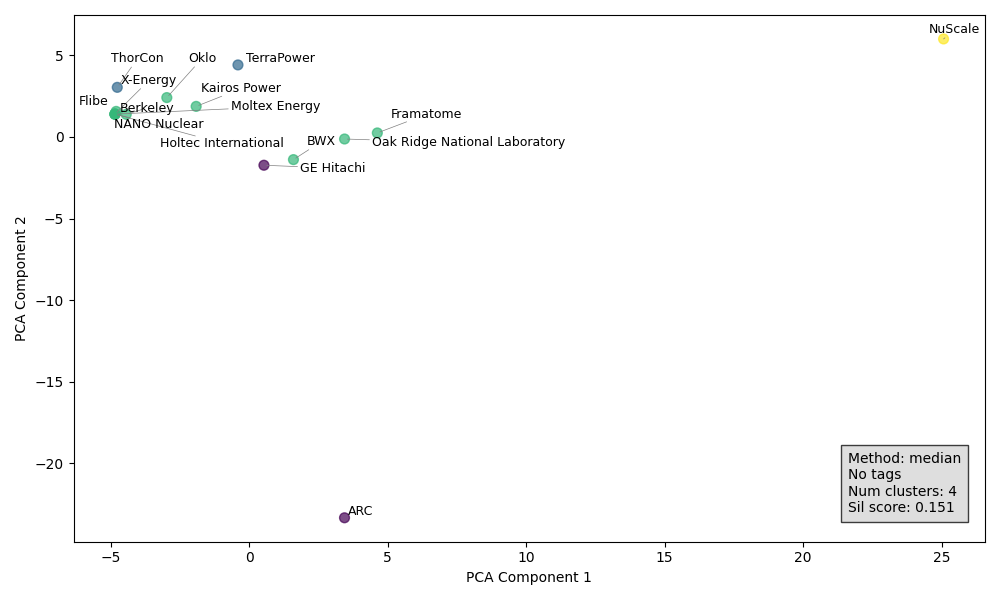 NuScale
ThorCon
Oklo
TerraPower
X-Energy
Kairos Power
Flibe
Berkeley
Moltex Energy
NANO Nuclear
Framatome
Holtec International
BWX
Oak Ridge National Laboratory
GE Hitachi
ARC
5
0
−5
−10
−15
−20
PCA Component 2
−5
0
5
10
15
20
25
PCA Component 1
Method: median
No tags
Num clusters: 4
Sil score: 0.151